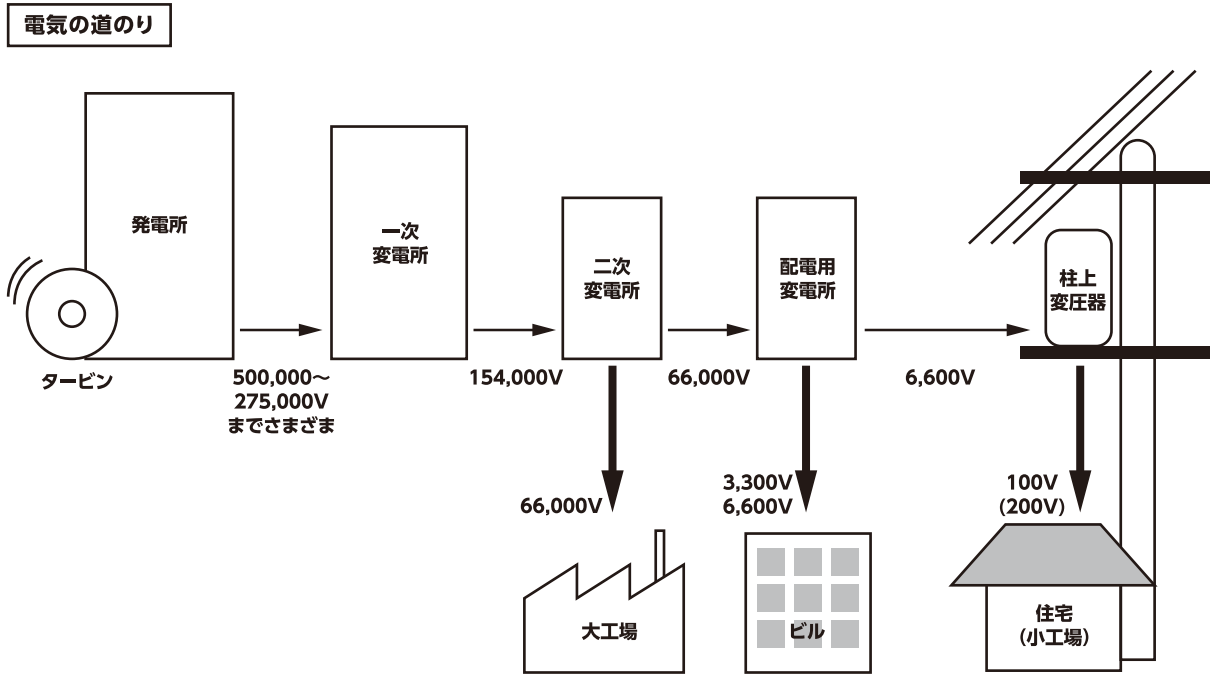 電気の道のり
発電所
タービン
500,000〜
275,000V
までさまざま
一次
変電所
154,000V
二次
変電所
66,000V
66,000V
大工場
配電用
変電所
3,300V
6,600V
ビル
6,600V
柱上
変圧器
100V
(200V)
住宅
(小工場)